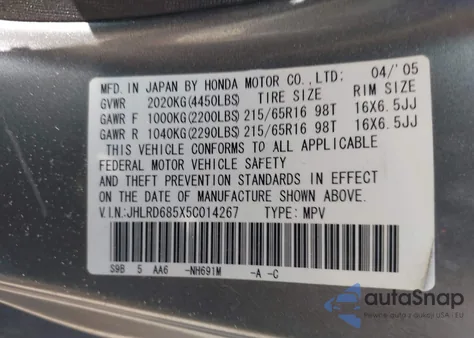 MFD. IN JAPAN BY HONDA MOTOR CO.,LTD: 04/'05
GVWR 2020KG(4450LBS) TIRE SIZE RIM SIZE
GAWR F 1000KG(2200LBS) 215/65R16 98T 16X6.5JJ
GAWR R 1040KG(2290LBS) 215/65R16 98T 16X6.5JJ
THIS VEHICLE CONFORMS TO ALL APPLICABLE
FEDERAL MOTOR VEHICLE SAFETY
AND THEFT PREVENTION STANDARDS IN EFFECT
ON THE DATE OF MANUFACTURE SHOWN ABOVE.
V.I.N:JHLRD685X5C014267 TYPE: MPV
S9B 5 AA6 -NH691M -A -C
autoSnap